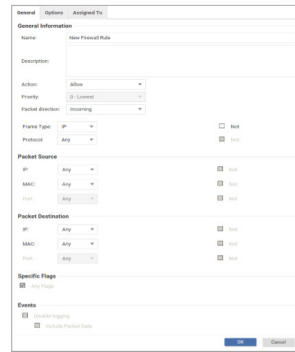 General Options Assigned To
General Information
Name: New Firewall Rule
Description:
Action: Allow
Priority: 0 - Lowest
Packet direction: Incoming
Frame Type: IP Not
Protocol: Any Not
Packet Source
IP: Any Not
MAC: Any Not
Port: Any Not
Packet Destination
IP: Any Not
MAC: Any Not
Port: Any Not
Specific Flags
Any Flags
Events
Disable logging
Include Packet Data
OK Cancel